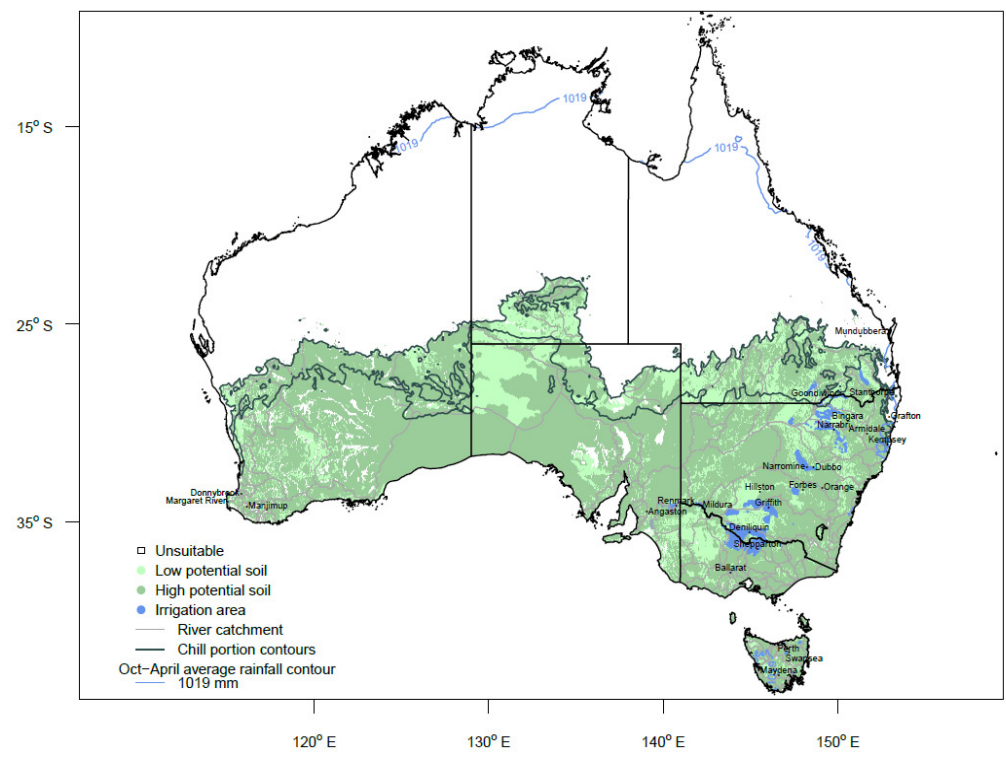 1019
1019
1019
15° S
1019
25° S
Mundubbera
Goondiwindi
Stanthorpe
Bingara
Grafton
Narrabri
Armidale
Kempsey
Narromine
Dubbo
Donnybrook
Margaret River
Manjimup
Hillston
Forbes
Orange
Renmark
Mildura
Griffith
Angaston
35° S
Deniliquin
Shepparton
Ballarat
Unsuitable
Low potential soil
High potential soil
Irrigation area
River catchment
Chill portion contours
Oct−April average rainfall contour
1019 mm
Perth
Swansea
Maydena
120° E
130° E
140° E
150° E